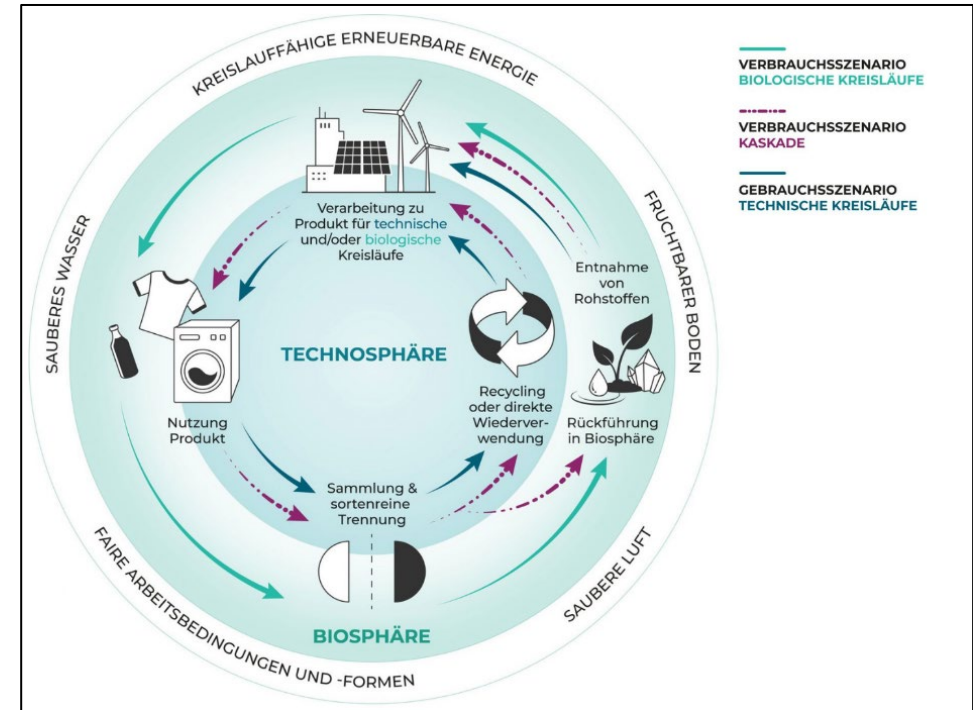 KREISLAUFFÄHIGE ERNEUERBARE ENERGIE
FRUCHTBARER BODEN
SAUBERE LUFT
FAIRE ARBEITSBEDINGUNGEN UND -FORMEN
SAUBERES WASSER
Verarbeitung zu
Produkt für technische
und/oder biologische
Kreisläufe
Entnahme
von
Rohstoffen
TECHNOSPHÄRE
Recycling
oder direkte
Wiederver-
wendung
Rückführung
in Biosphäre
Nutzung
Produkt
Sammlung &
sortenreine
Trennung
BIOSPHÄRE
VERBRAUCHSSZENARIO
BIOLOGISCHE KREISLÄUFE
VERBRAUCHSSZENARIO
KASKADE
GEBRAUCHSSZENARIO
TECHNISCHE KREISLÄUFE